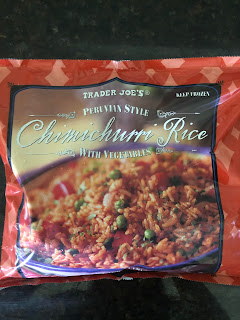 TRADER JOE'S®
KEEP FROZEN
PERUVIAN STYLE
Chimichurri Rice
WITH VEGETABLES